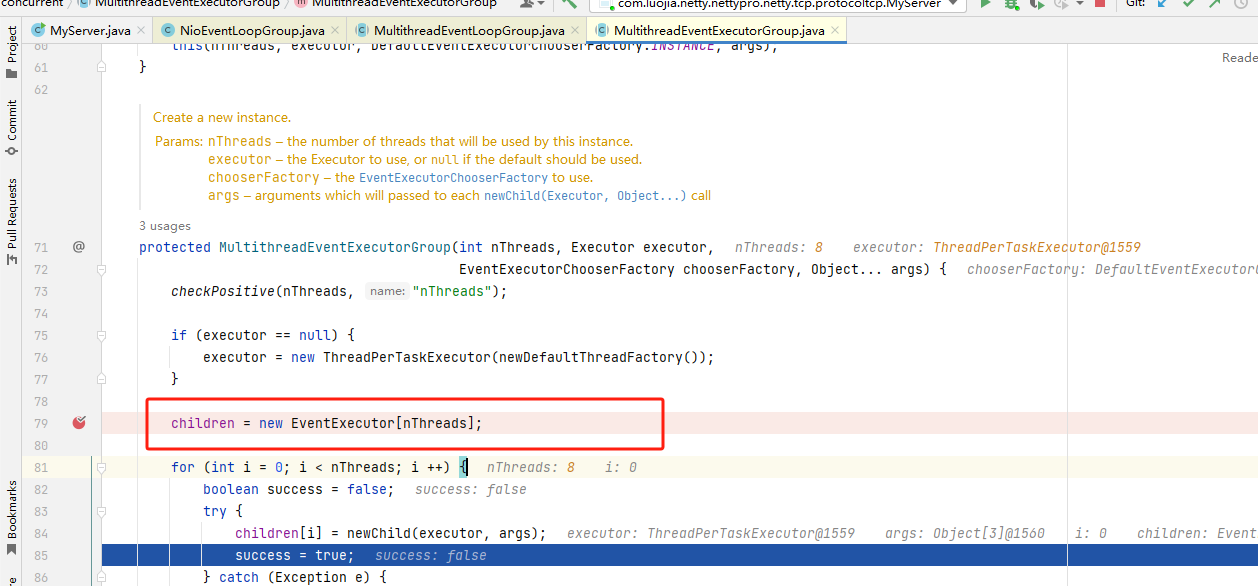 concurrent MultithreadEventExecutorGroup MultithreadEventExecutorGroup com.luojia.netty.nettypro.netty.tcp.protocoltcp.MyServer Git:
MyServer.java NioEventLoopGroup.java MultithreadEventLoopGroup.java MultithreadEventExecutorGroup.java
Project
Commit
Pull Requests
Bookmarks
60 this(nThreads, executor, DefaultEventExecutorChooserFactory.INSTANCE, args);
61 }
Reade
62
Create a new instance.
Params: nThreads – the number of threads that will be used by this instance.
executor – the Executor to use, or null if the default should be used.
chooserFactory – the EventExecutorChooserFactory to use.
args – arguments which will passed to each newChild(Executor, Object...) call
3 usages
71 @ protected MultithreadEventExecutorGroup(int nThreads, Executor executor, nThreads: 8 executor: ThreadPerTaskExecutor@1559
72 EventExecutorChooserFactory chooserFactory, Object... args) { chooserFactory: DefaultEventExecutorC
73 checkPositive(nThreads, name: "nThreads");
74
75 if (executor == null) {
76 executor = new ThreadPerTaskExecutor(newDefaultThreadFactory());
77 }
78
79 children = new EventExecutor[nThreads];
80
81 for (int i = 0; i < nThreads; i ++) { nThreads: 8 i: 0
82 boolean success = false; success: false
83 try {
84 children[i] = newChild(executor, args); executor: ThreadPerTaskExecutor@1559 args: Object[3]@1560 i: 0 children: Event
85 success = true; success: false
86 } catch (Exception e) {